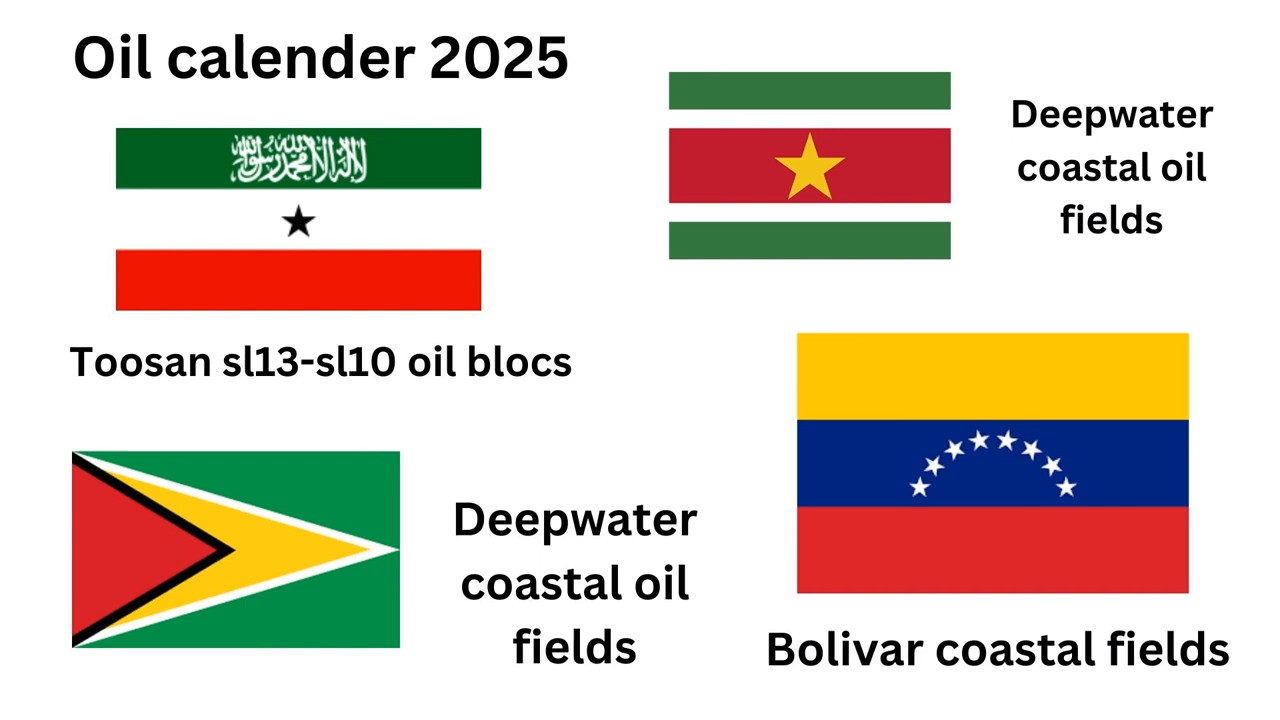 Oil calender 2025
لا إله إلا الله محمد رسول الله
Toosan sl13-sl10 oil blocs
Deepwater
coastal oil
fields
Deepwater
coastal oil
fields
Bolivar coastal fields